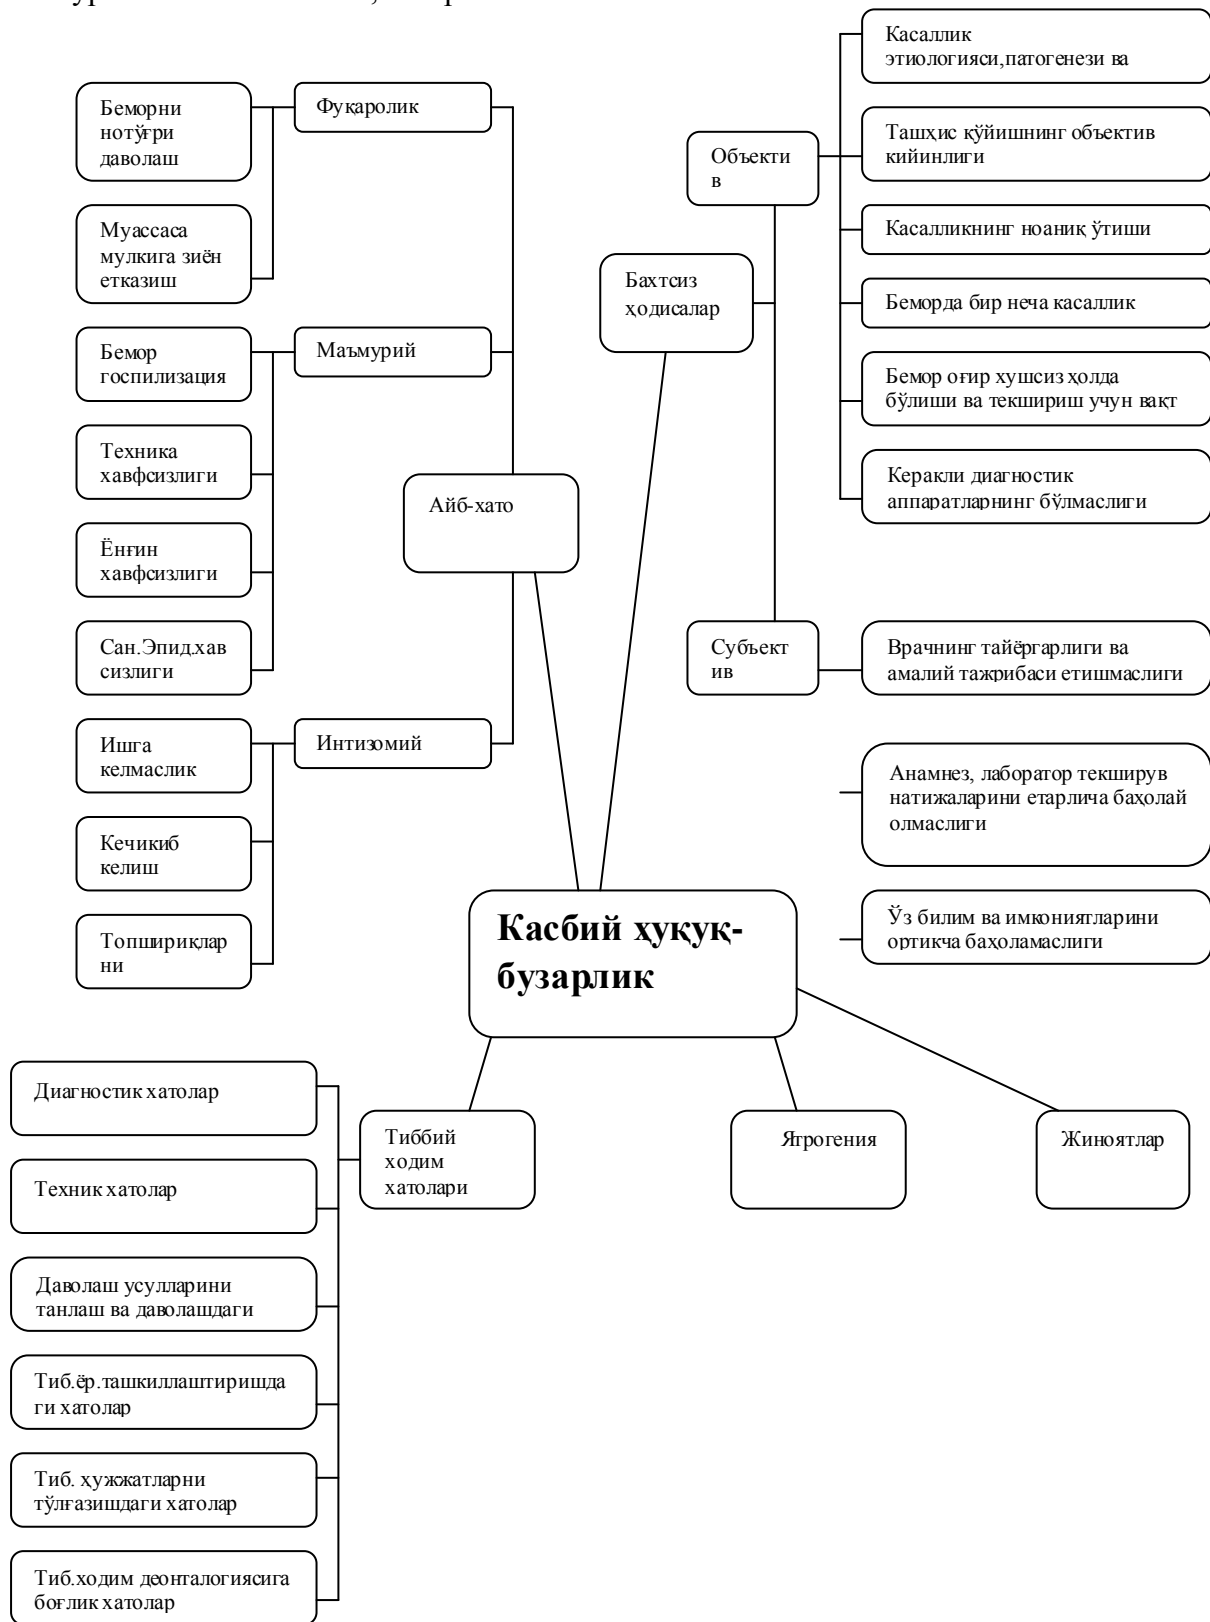 Касаллик
этиологияси,патогенези ва
Ташҳис қўйишнинг объектив
кийинлиги
Касалликнинг ноаниқ ўтиши
Беморда бир неча касаллик
Бемор оғир хушсиз ҳолда
бўлиши ва текшириш учун вақт
Керакли диагностик
аппаратларнинг бўлмаслиги
Объекти
в
Бахтсиз
ҳодисалар
Субъект
ив
Врачнинг тайёргарлиги ва
амалий тажрибаси етишмаслиги
Анамнез, лаборатор текширув
натижаларини етарлича баҳолай
олмаслиги
Ўз билим ва имкониятларини
ортикча баҳоламаслиги
Фуқаролик
Беморни
нотўғри
даволаш
Муассаса
мулкига зиён
етказиш
Маъмурий
Бемор
госпилизация
Техника
хавфсизлиги
Ёнғин
хавфсизлиги
Сан.Эпид.хав
сизлиги
Айб-хато
Интизомий
Ишга
келмаслик
Кечикиб
келиш
Топшириқлар
ни
Касбий ҳуқуқ-
бузарлик
Тиббий
ходим
хатолари
Ятрогения
Жиноятлар
Диагностик хатолар
Техник хатолар
Даволаш усулларини
танлаш ва даволашдаги
Тиб.ёр.ташкиллаштиришда
ги хатолар
Тиб. ҳужжатларни
тўлғазишдаги хатолар
Тиб.ходим деонталогиясига
боғлик хатолар